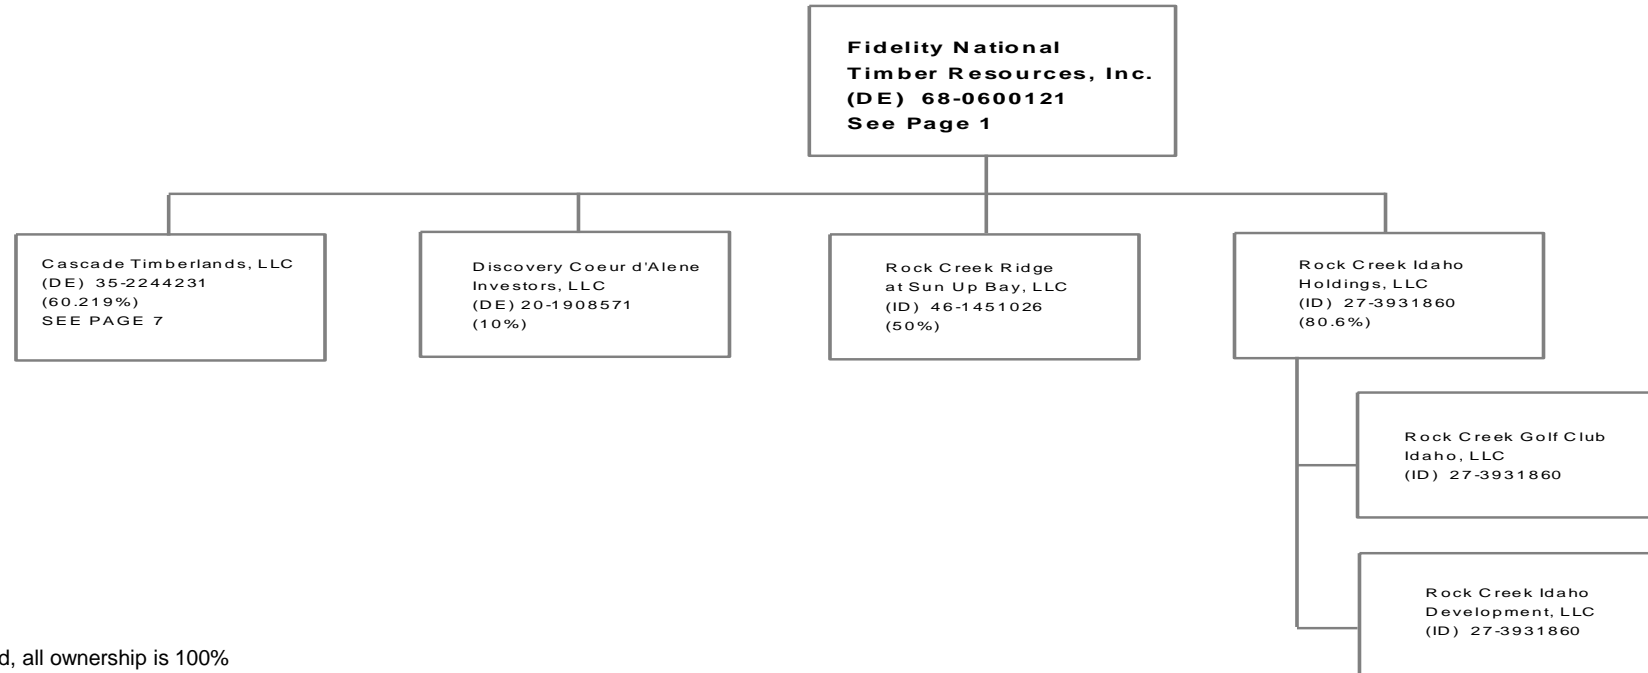 Fidelity National
Timber Resources, Inc.
(DE) 68-0600121
See Page 1
Cascade Timberlands, LLC
(DE) 35-2244231
(60.219%)
SEE PAGE 7
Discovery Coeur d'Alene
Investors, LLC
(DE) 20-1908571
(10%)
Rock Creek Ridge
at Sun Up Bay, LLC
(ID) 46-1451026
(50%)
Rock Creek Idaho
Holdings, LLC
(ID) 27-3931860
(80.6%)
Rock Creek Golf Club
Idaho, LLC
(ID) 27-3931860
Rock Creek Idaho
Development, LLC
(ID) 27-3931860
d, all ownership is 100%